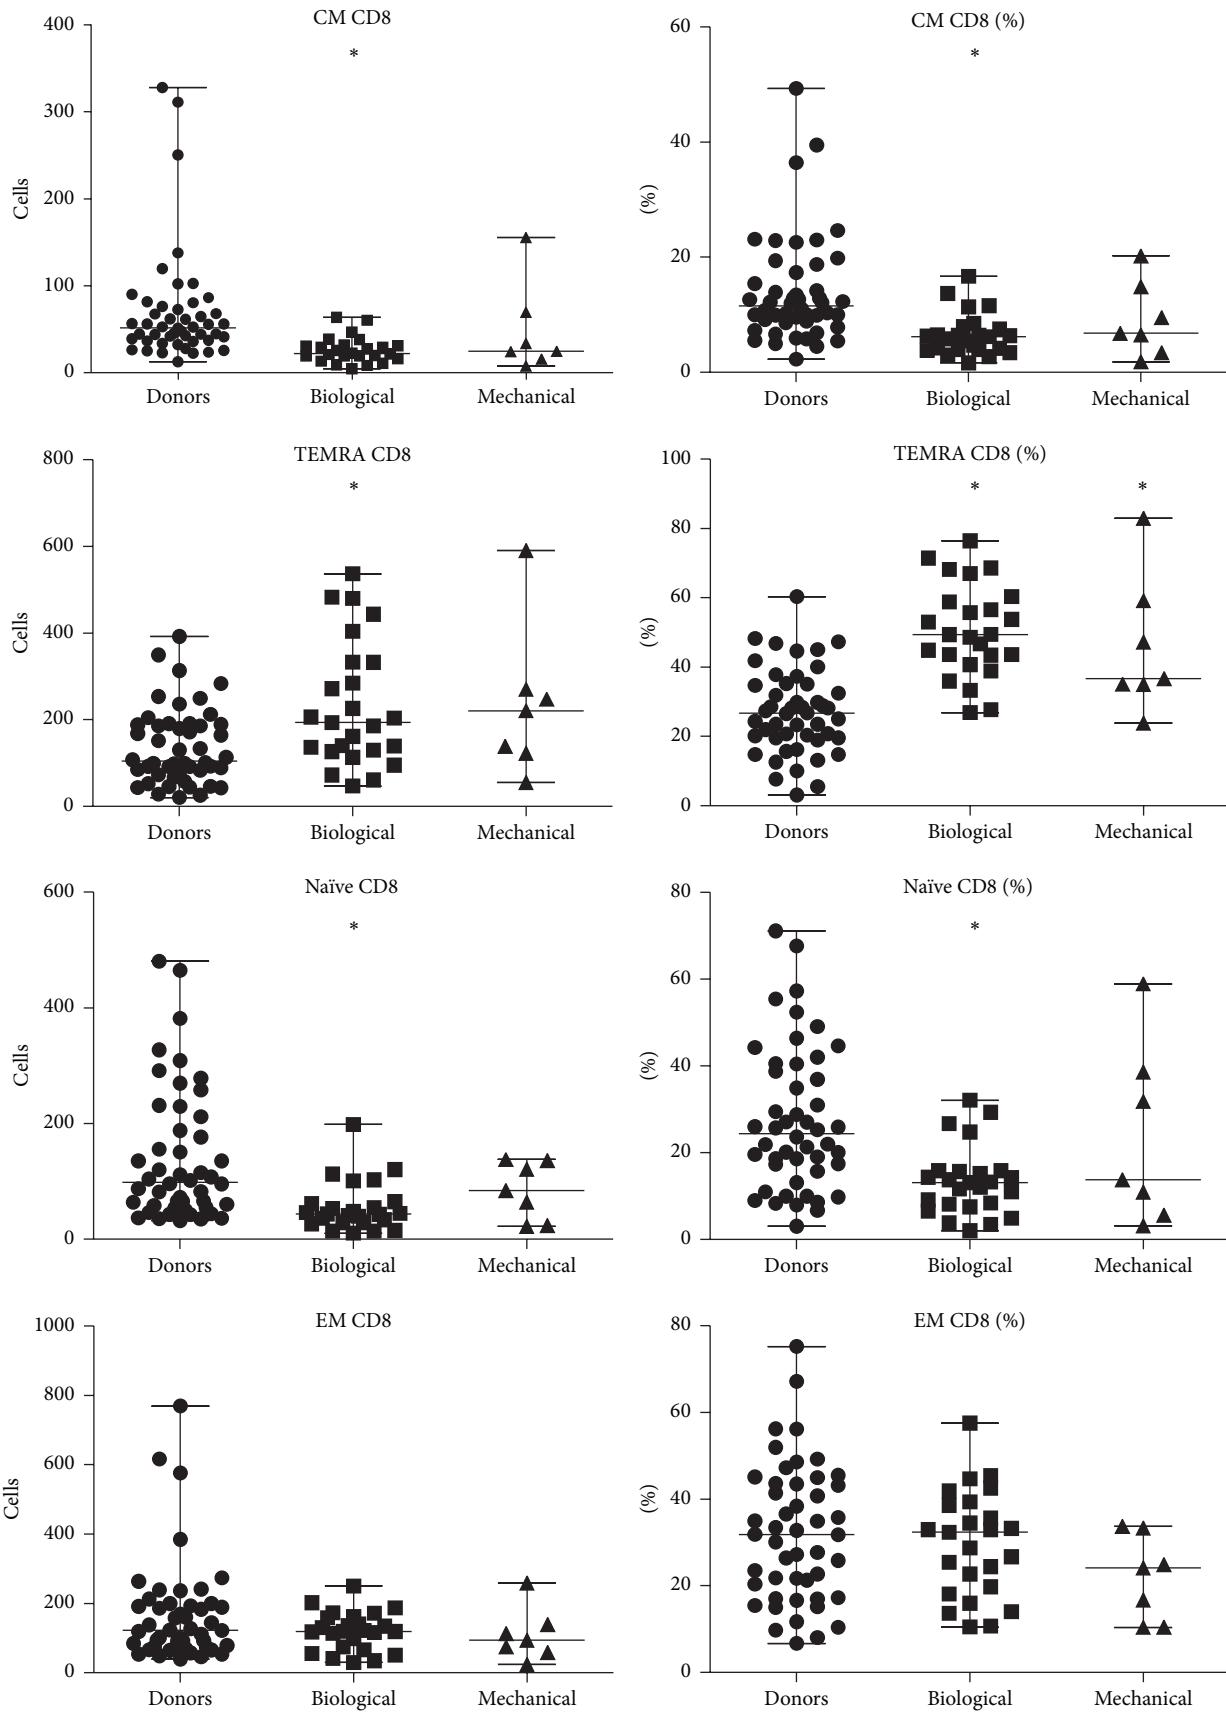 CM CD8
*
400
300
200
100
0
Cells
Donors
Biological
Mechanical
CM CD8 (%)
*
60
40
20
0
(%)
Donors
Biological
Mechanical
TEMRA CD8
*
800
600
400
200
0
Cells
Donors
Biological
Mechanical
TEMRA CD8 (%)
*
*
100
80
60
40
20
0
(%)
Donors
Biological
Mechanical
Naïve CD8
*
600
400
200
0
Cells
Donors
Biological
Mechanical
Naïve CD8 (%)
*
80
60
40
20
0
(%)
Donors
Biological
Mechanical
EM CD8
1000
800
600
400
200
0
Cells
Donors
Biological
Mechanical
EM CD8 (%)
80
60
40
20
0
(%)
Donors
Biological
Mechanical